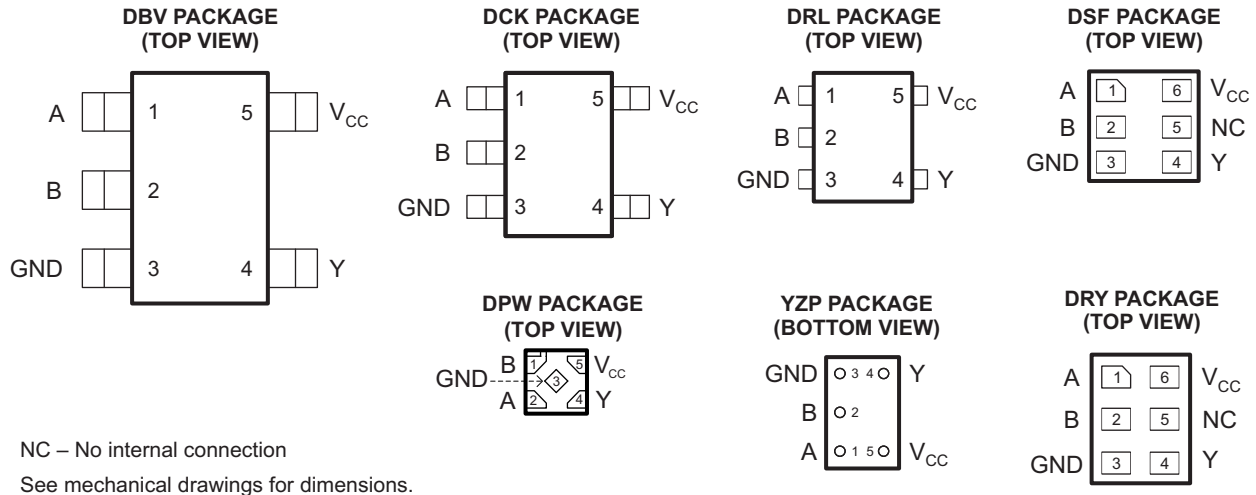 DBV PACKAGE
(TOP VIEW)
A 1 5 VCC
B 2
GND 3 4 Y
DCK PACKAGE
(TOP VIEW)
A 1 5 VCC
B 2
GND 3 4 Y
DRL PACKAGE
(TOP VIEW)
A 1 5 VCC
B 2
GND 3 4 Y
DSF PACKAGE
(TOP VIEW)
A 1 6 VCC
B 2 5 NC
GND 3 4 Y
DPW PACKAGE
(TOP VIEW)
B 1 5 VCC
GND 3
A 2 4 Y
YZP PACKAGE
(BOTTOM VIEW)
GND 3 4 Y
B 2
A 1 5 VCC
DRY PACKAGE
(TOP VIEW)
A 1 6 VCC
B 2 5 NC
GND 3 4 Y
NC – No internal connection
See mechanical drawings for dimensions.